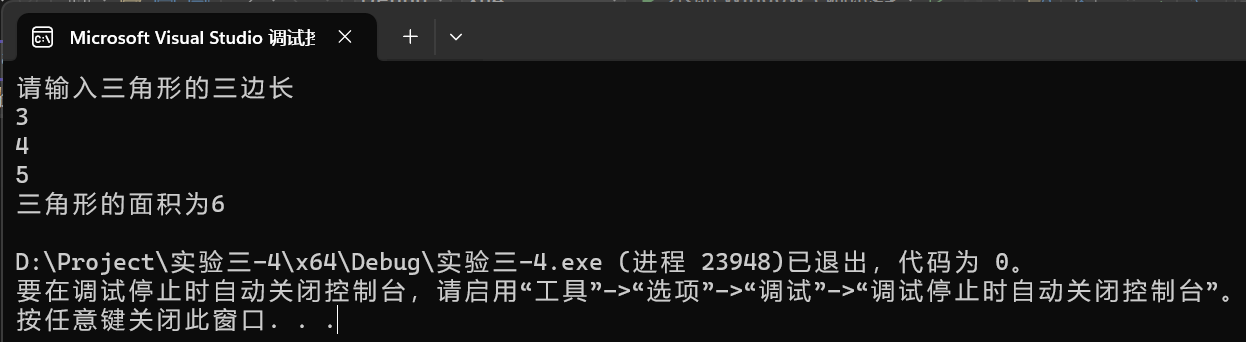 Microsoft Visual Studio 调试
请输入三角形的三边长
3
4
5
三角形的面积为6
D:\Project\实验三-4\x64\Debug\实验三-4.exe (进程 23948)已退出，代码为 0。
要在调试停止时自动关闭控制台，请启用“工具”->“选项”->“调试”->“调试停止时自动关闭控制台”。
按任意键关闭此窗口. . .